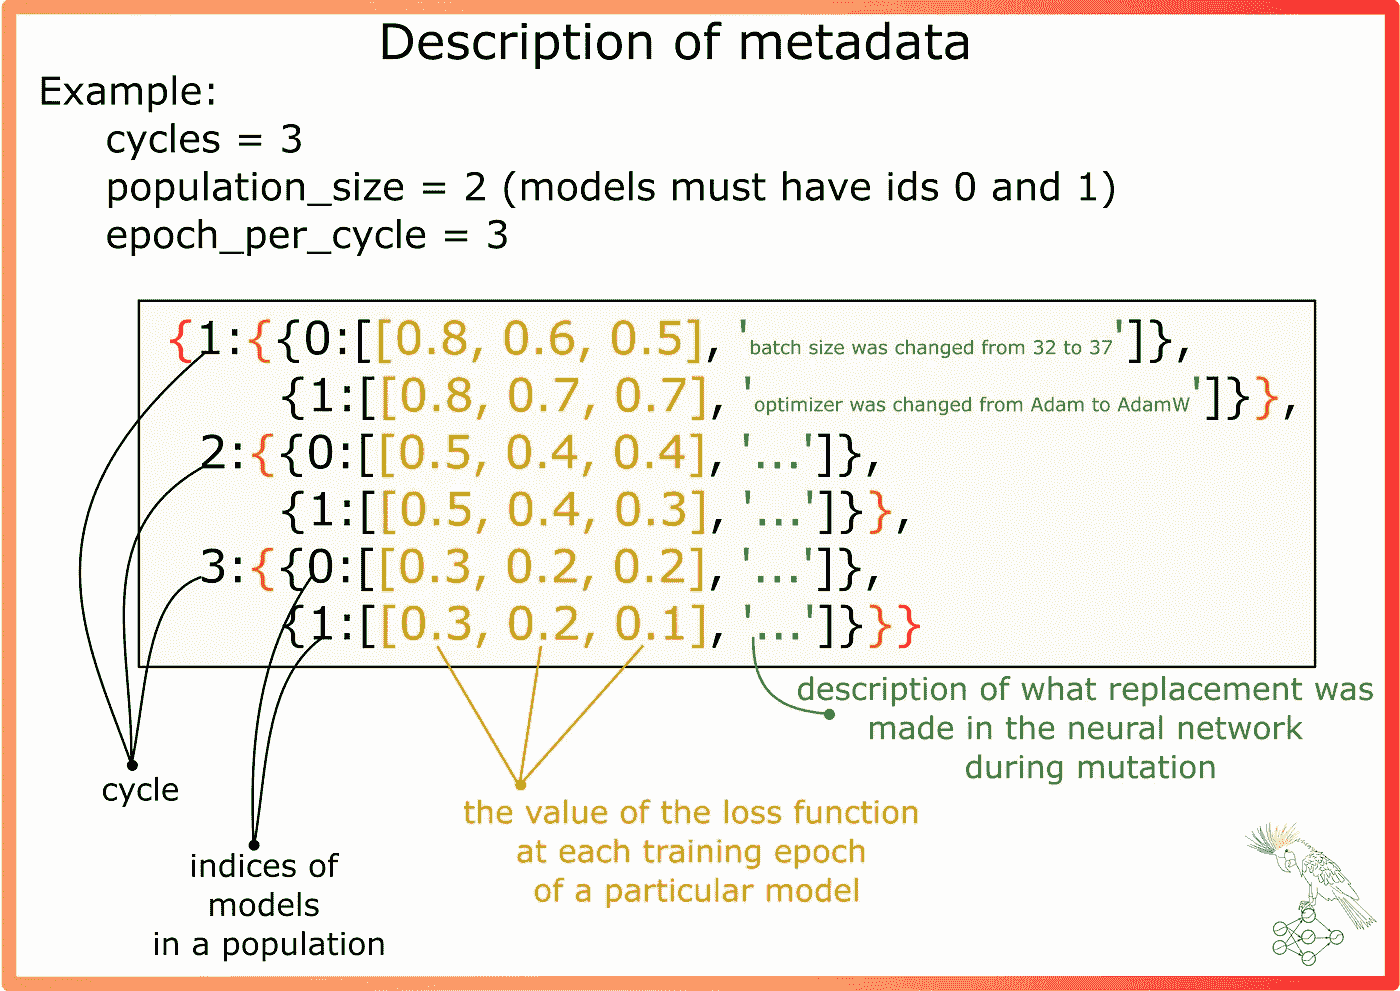 Description of metadata
Example:
cycles = 3
population_size = 2 (models must have ids 0 and 1)
epoch_per_cycle = 3
{1:{{0:[[0.8, 0.6, 0.5], 'batch size was changed from 32 to 37']},
{1:[[0.8, 0.7, 0.7], 'optimizer was changed from Adam to AdamW']}},
2:{{0:[[0.5, 0.4, 0.4], '...']},
{1:[[0.5, 0.4, 0.3], '...']}},
3:{{0:[[0.3, 0.2, 0.2], '...']},
{1:[[0.3, 0.2, 0.1], '...']}}}
cycle
indices of
models
in a population
the value of the loss function
at each training epoch
of a particular model
description of what replacement was
made in the neural network
during mutation